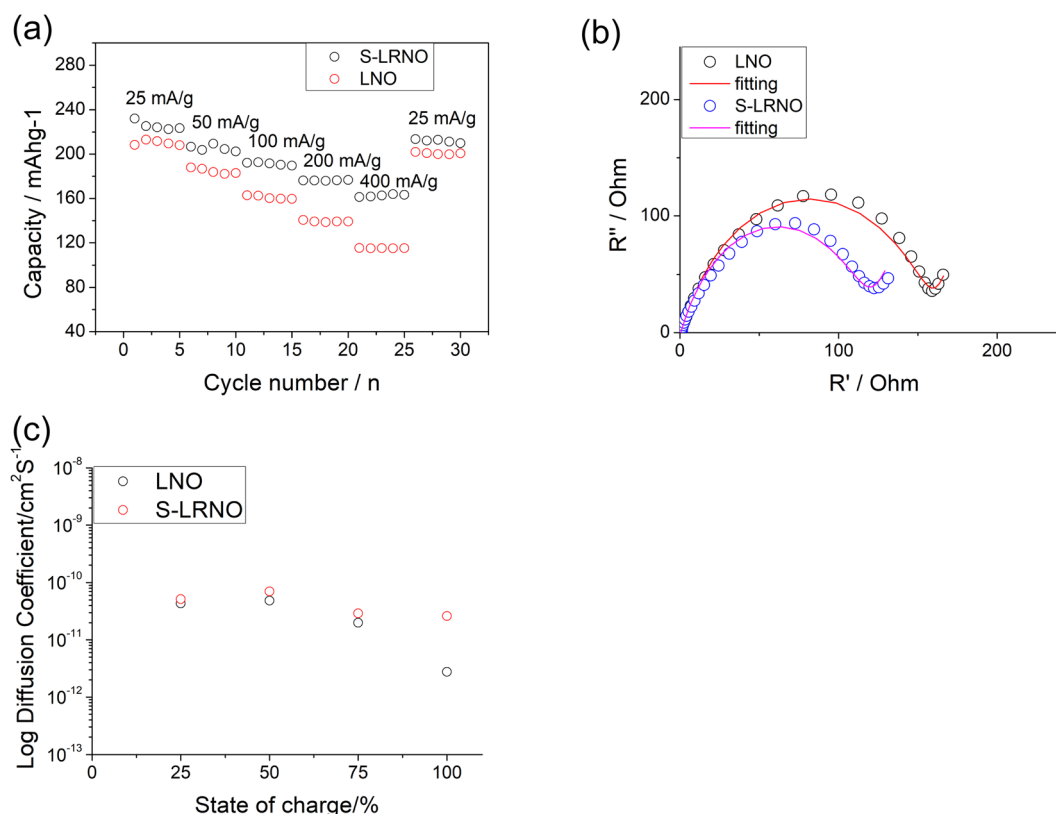 (a)
S-LRNO
LNO
25 mA/g
50 mA/g
100 mA/g
200 mA/g
400 mA/g
25 mA/g
280
240
200
160
120
80
40
Capacity / mAhg-1
0 5 10 15 20 25 30
Cycle number / n
(b)
LNO
fitting
S-LRNO
fitting
200
100
0
R'' / Ohm
0 100 200
R' / Ohm
(c)
LNO
S-LRNO
10⁻⁸
10⁻⁹
10⁻¹⁰
10⁻¹¹
10⁻¹²
10⁻¹³
Log Diffusion Coefficient/cm²S⁻¹
0 25 50 75 100
State of charge/%